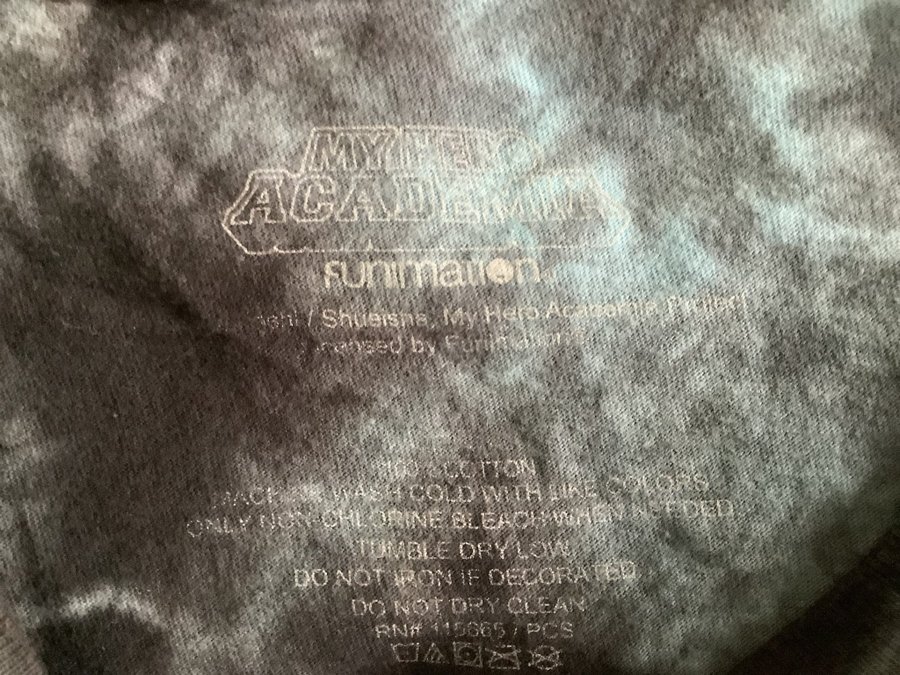 MY HERO
ACADEMIA
FUNimation
/ Shueisha, My Hero Academia Project
by Funimation®
100% COTTON
MACHINE WASH COLD WITH LIKE COLORS
ONLY NON-CHLORINE BLEACH WHEN NEEDED
TUMBLE DRY LOW
DO NOT IRON IF DECORATED
DO NOT DRY CLEAN
RN# 115665 / PCS